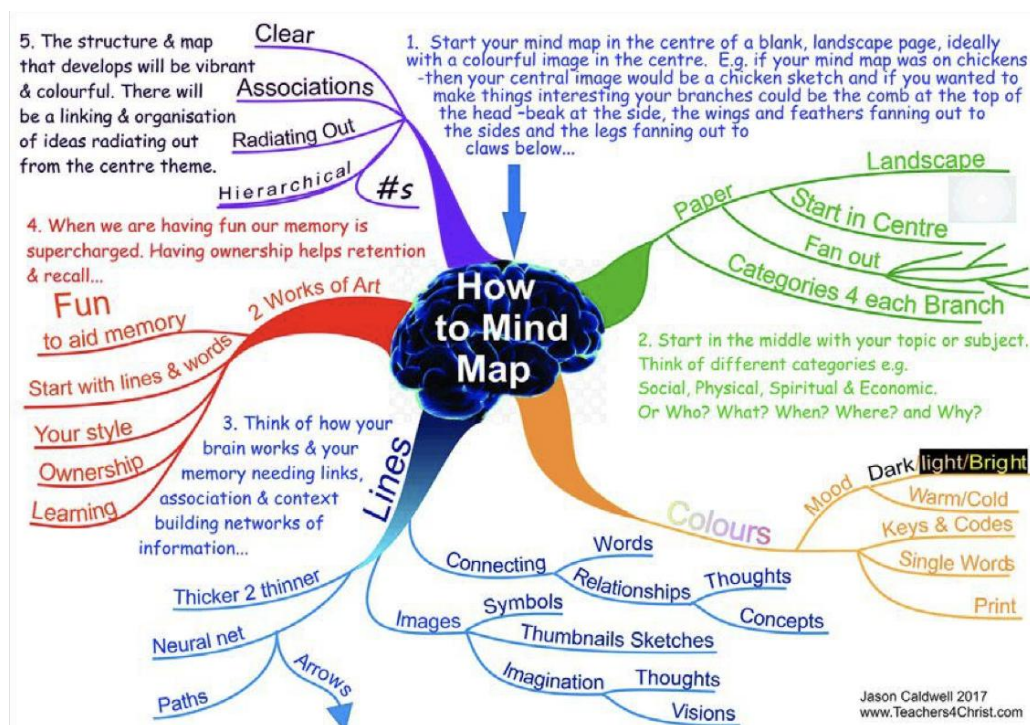 5. The structure & map
that develops will be vibrant
& colourful. There will
be a linking & organisation
of ideas radiating out
from the centre theme.
Clear
Associations
Radiating Out
Hierarchical
#s
1. Start your mind map in the centre of a blank, landscape page, ideally
with a colourful image in the centre. E.g. if your mind map was on chickens
-then your central image would be a chicken sketch and if you wanted to
make things interesting your branches could be the comb at the top of
the head -beak at the side, the wings and feathers fanning out to
the sides and the legs fanning out to
claws below...
How
to Mind
Map
Paper
Landscape
Start in Centre
Fan out
Categories 4 each Branch
2. Start in the middle with your topic or subject.
Think of different categories e.g.
Social, Physical, Spiritual & Economic.
Or Who? What? When? Where? and Why?
4. When we are having fun our memory is
supercharged. Having ownership helps retention
& recall...
2 Works of Art
Fun
to aid memory
Start with lines & words
Your style
Ownership
Learning
3. Think of how your
brain works & your
memory needing links,
association & context
building networks of
information...
Lines
Thicker 2 thinner
Neural net
Paths
Arrows
Connecting
Words
Relationships
Thoughts
Concepts
Images
Symbols
Thumbnails Sketches
Imagination
Thoughts
Visions
Colours
Mood
Dark/light/Bright
Warm/Cold
Keys & Codes
Single Words
Print
Jason Caldwell 2017
www.Teachers4Christ.com